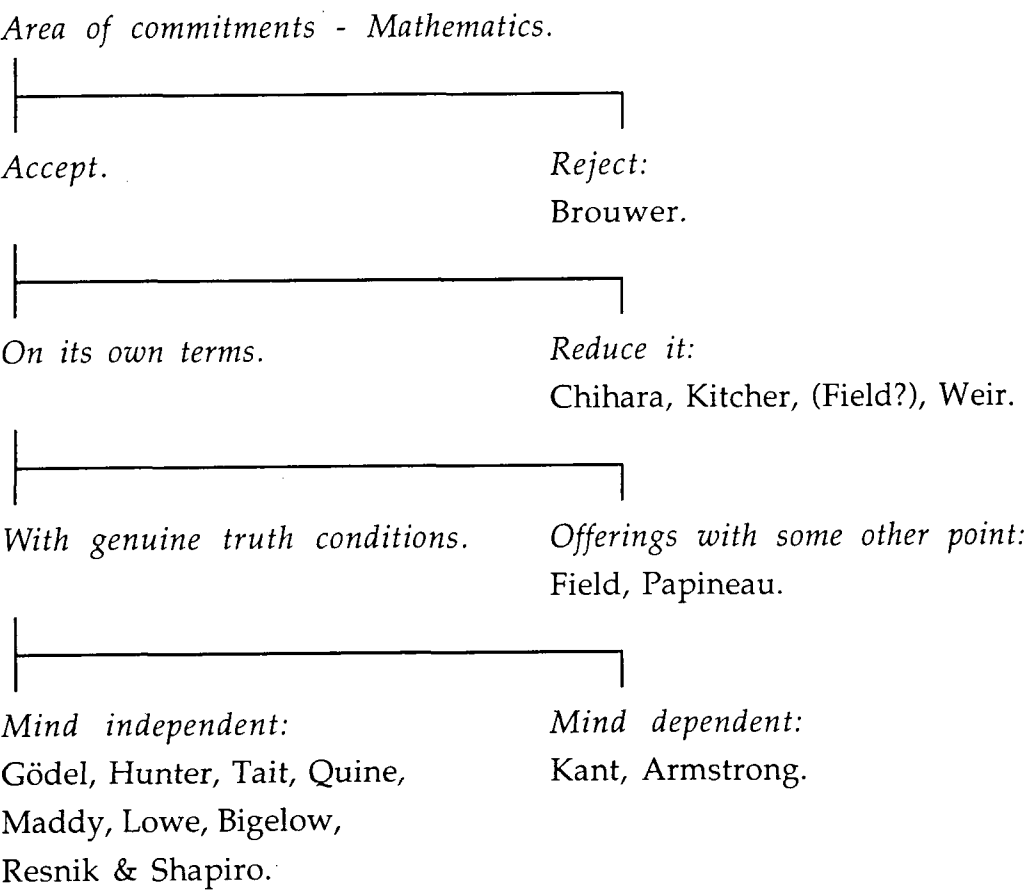 Area of commitments - Mathematics.
Accept.
Reject:
Brouwer.
On its own terms.
Reduce it:
Chihara, Kitcher, (Field?), Weir.
With genuine truth conditions.
Offerings with some other point:
Field, Papineau.
Mind independent:
Gödel, Hunter, Tait, Quine,
Maddy, Lowe, Bigelow,
Resnik & Shapiro.
Mind dependent:
Kant, Armstrong.